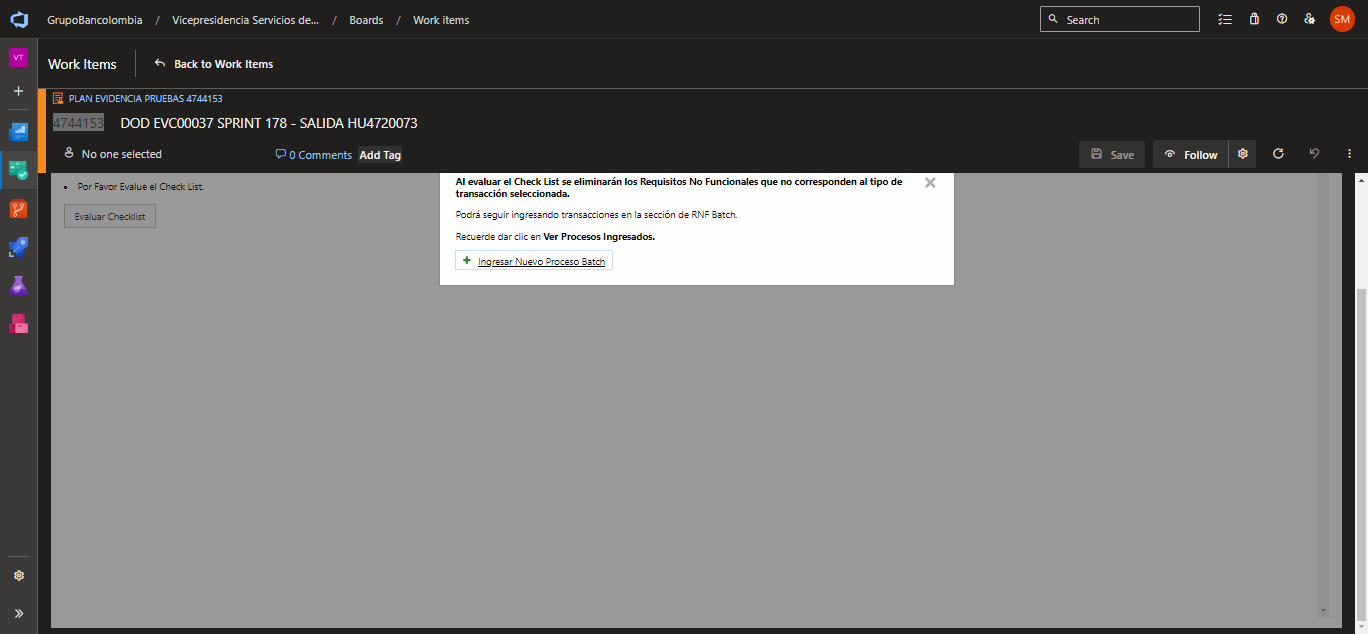 GrupoBancolombia / Vicepresidencia Servicios de... / Boards / Work items
Search
SM
VT
Work Items
Back to Work Items
PLAN EVIDENCIA PRUEBAS 4744153
4744153 DOD EVC00037 SPRINT 178 - SALIDA HU4720073
No one selected
0 Comments
Add Tag
Save
Follow
• Por Favor Evalue el Check List.
Evaluar Checklist
Al evaluar el Check List se eliminarán los Requisitos No Funcionales que no corresponden al tipo de
transacción seleccionada.
Podrá seguir ingresando transacciones en la sección de RNF Batch.
Recuerde dar clic en Ver Procesos Ingresados.
Ingresar Nuevo Proceso Batch